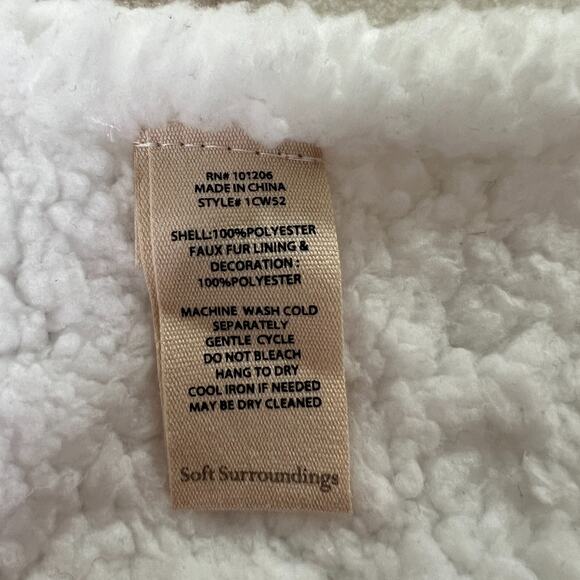 RN# 101206
MADE IN CHINA
STYLE# 1CW52
SHELL:100%POLYESTER
FAUX FUR LINING &
DECORATION :
100%POLYESTER
MACHINE WASH COLD
SEPARATELY
GENTLE CYCLE
DO NOT BLEACH
HANG TO DRY
COOL IRON IF NEEDED
MAY BE DRY CLEANED
Soft Surroundings